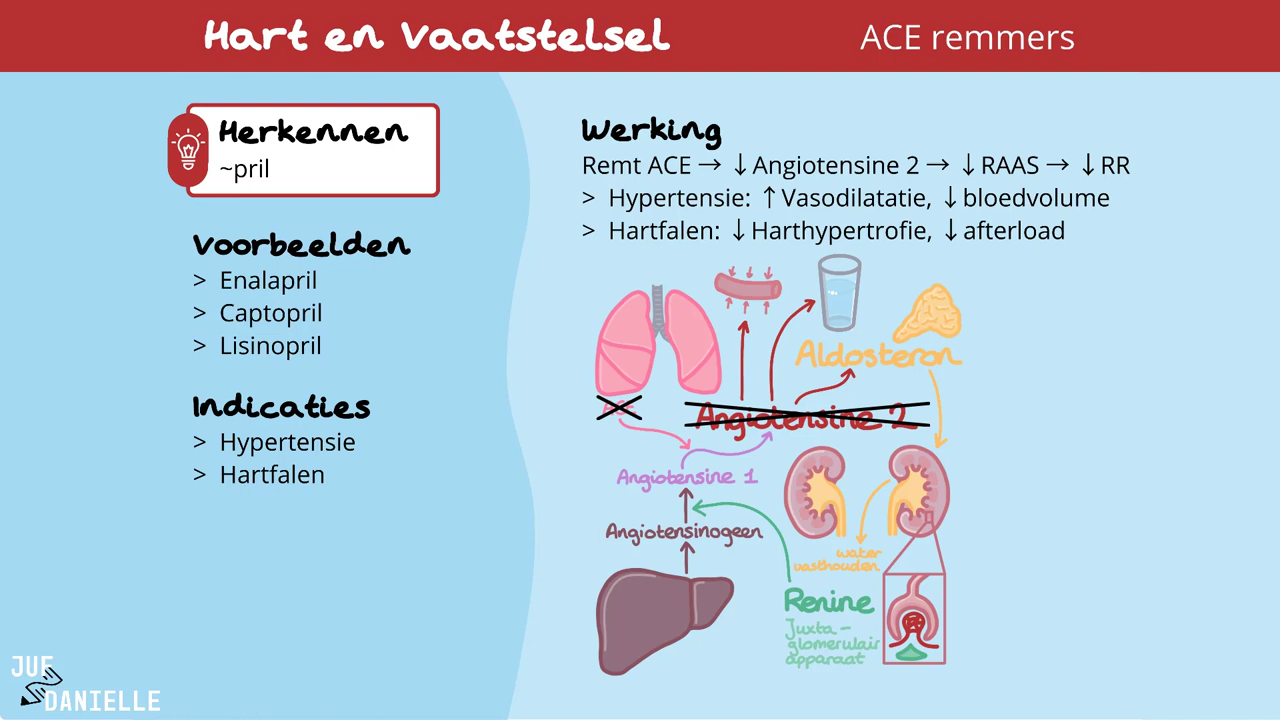 Hart en Vaatstelsel
ACE remmers
Herkennen
~pril
Voorbeelden
> Enalapril
> Captopril
> Lisinopril
Indicaties
> Hypertensie
> Hartfalen
Werking
Remt ACE → ↓Angiotensine 2 → ↓RAAS → ↓RR
> Hypertensie: ↑Vasodilatatie, ↓bloedvolume
> Hartfalen: ↓Harthypertrofie, ↓afterload
Aldosteron
ACE
Angiotensine 2
Angiotensine 1
Angiotensinogeen
water
vasthouden
Renine
Juxta-
glomerulair
apparaat
JUF
DANIELLE